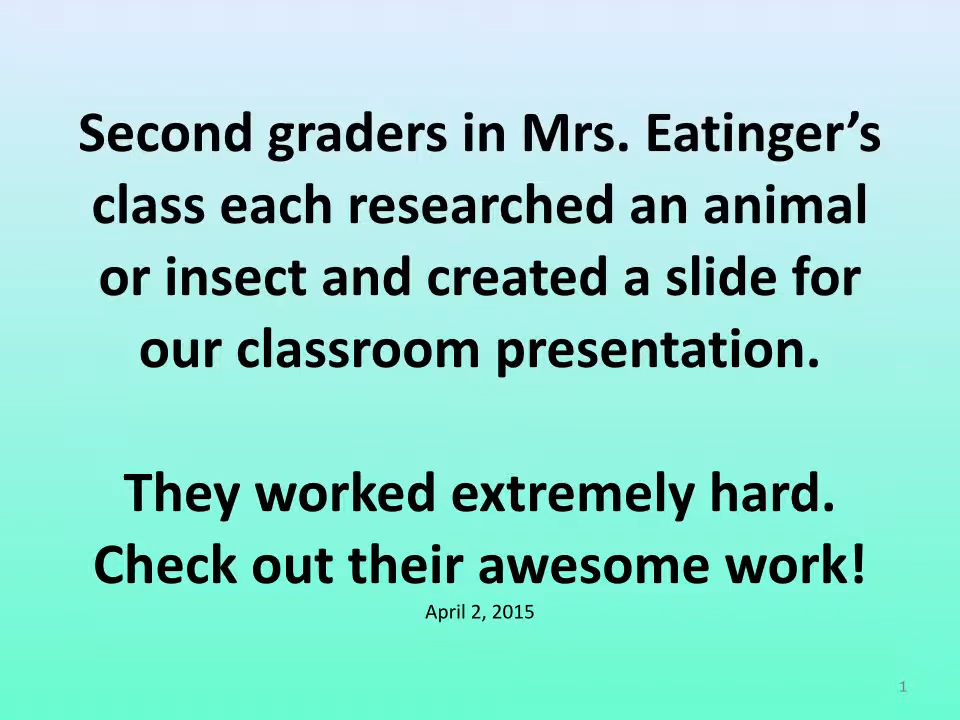 Second graders in Mrs. Eatinger’s
class each researched an animal
or insect and created a slide for
our classroom presentation.
They worked extremely hard.
Check out their awesome work!
April 2, 2015
1